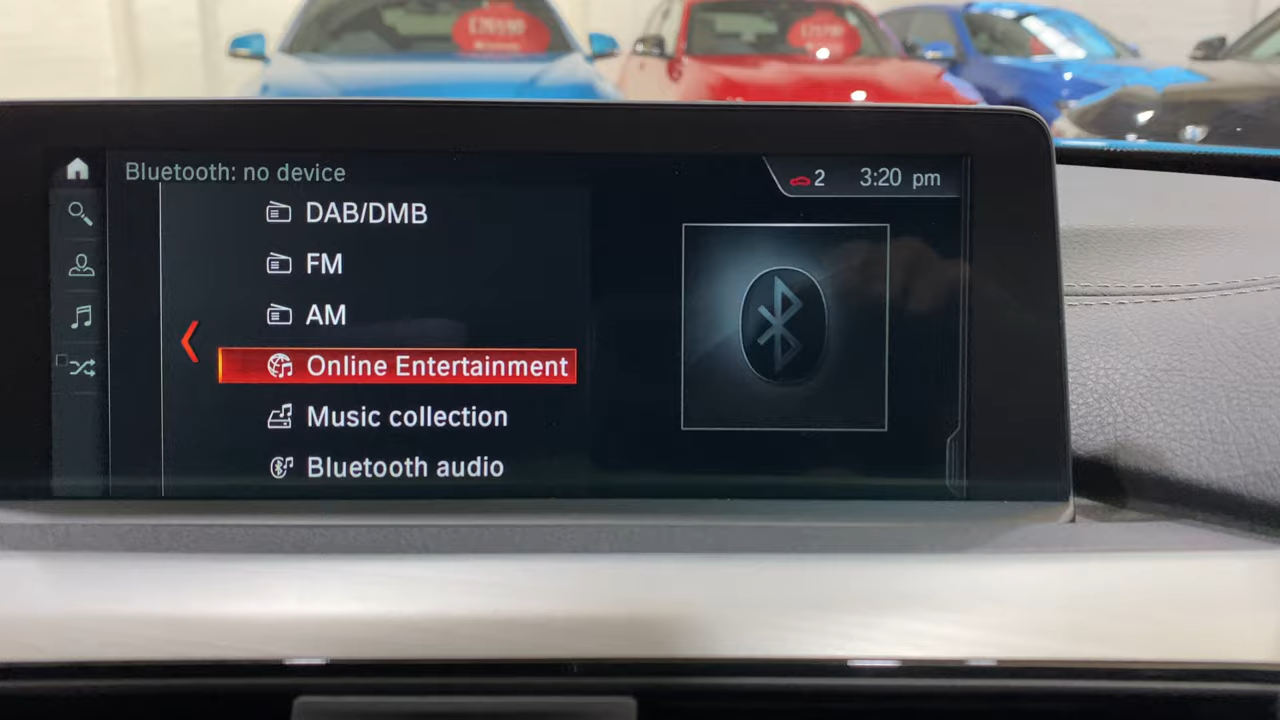 Bluetooth: no device
2
3:20 pm
DAB/DMB
FM
AM
Online Entertainment
Music collection
Bluetooth audio